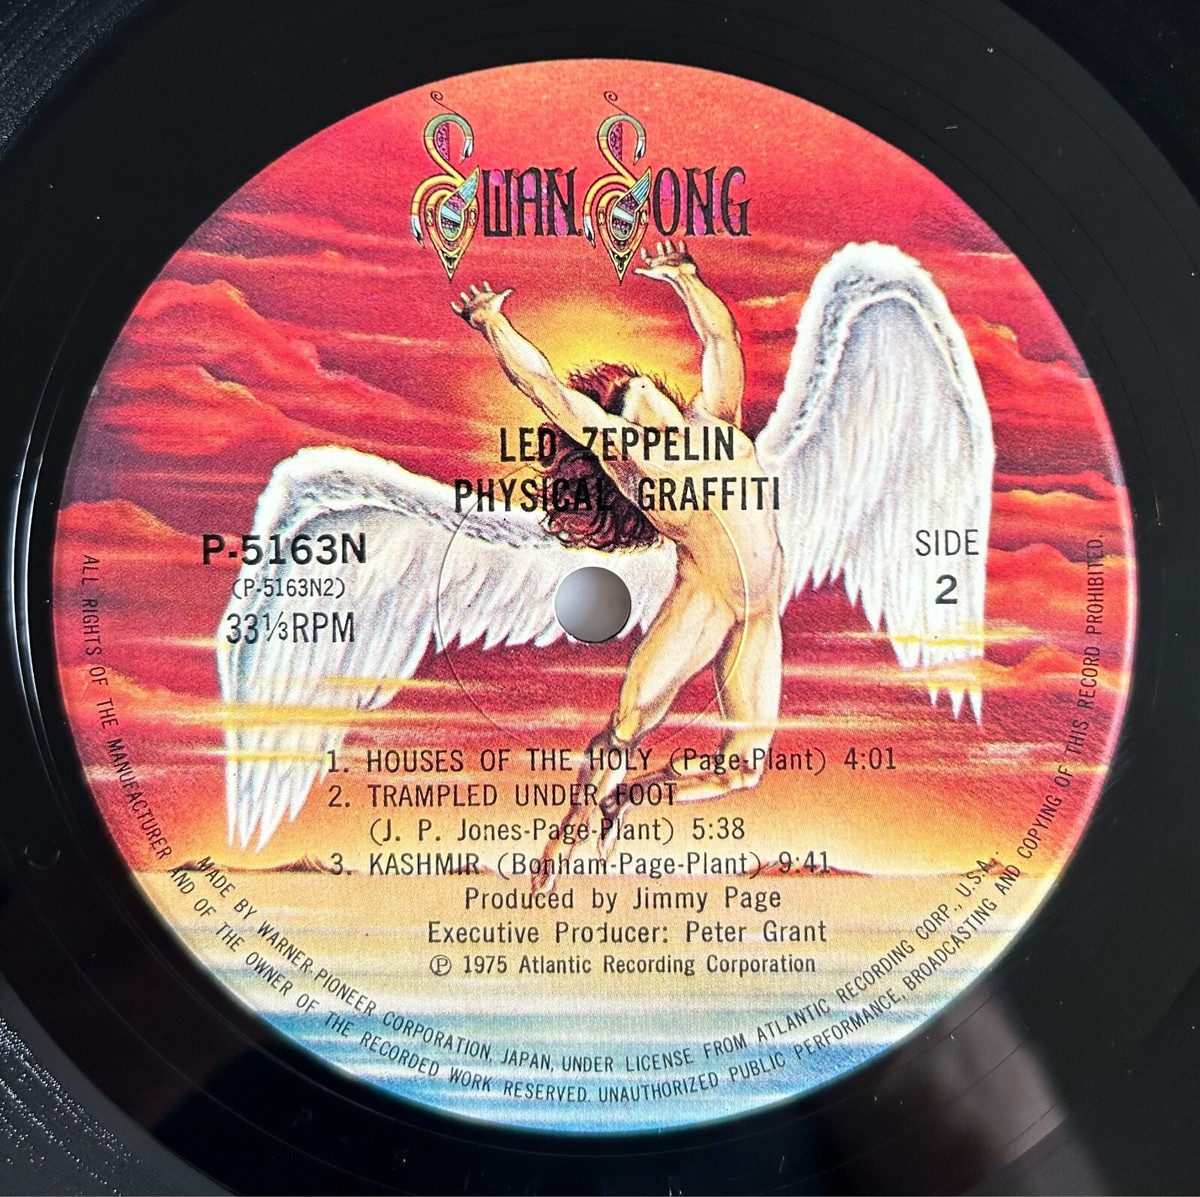 SWAN SONG
LED ZEPPELIN
PHYSICAL GRAFFITI
P-5163N
(P-5163N2)
33⅓RPM
SIDE
2
1. HOUSES OF THE HOLY (Page-Plant) 4:01
2. TRAMPLED UNDER FOOT
(J. P. Jones-Page-Plant) 5:38
3. KASHMIR (Bonham-Page-Plant) 9:41
Produced by Jimmy Page
Executive Producer: Peter Grant
Ⓟ 1975 Atlantic Recording Corporation
MADE BY WARNER-PIONEER CORPORATION, JAPAN, UNDER LICENSE FROM ATLANTIC RECORDING CORP., U.S.A.
ALL RIGHTS OF THE MANUFACTURER AND OF THE OWNER OF THE RECORDED WORK RESERVED. UNAUTHORIZED PUBLIC PERFORMANCE, BROADCASTING AND COPYING OF THIS RECORD PROHIBITED.